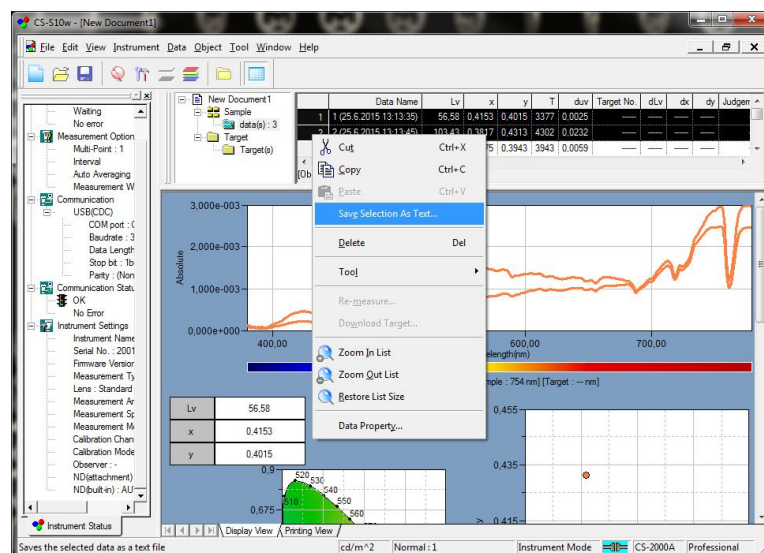 CS-S10w - [New Document1]
File Edit View Instrument Data Object Tool Window Help
Waiting
No error
Measurement Option
Multi-Point : 1
Interval
Auto Averaging
Measurement W
Communication
USB(CDC)
COM port : (
Baudrate : 3
Data Length
Stop bit : 1b
Parity : (Non
Communication Statu
OK
No Error
Instrument Settings
Instrument Name
Serial No. : 2001
Firmware Version
Measurement Ty
Lens : Standard
Measurement Ar
Measurement Sp
Measurement M
Calibration Chan
Calibration Mode
Observer : -
ND(attachment)
ND(built-in) : AU
Instrument Status
New Document1
Sample
data(s) : 3
Target
Target(s)
Data Name Lv x y T duv Target No. dLv dx dy Judgem
1 1 (25.6.2015 13:13:35) 56,58 0,4153 0,4015 3377 0,0025 ----- ----- ----- -----
2 2 (25.6.2015 13:13:45) 103,43 0,3817 0,4313 4302 0,0232 ----- ----- ----- -----
75 0,3943 3943 0,0059 ----- ----- ----- -----
[Ob
Cut Ctrl+X
Copy Ctrl+C
Paste Ctrl+V
Save Selection As Text...
Delete Del
Tool
Re-measure...
Download Target...
Zoom In List
Zoom Out List
Restore List Size
Data Property...
3,000e-003
2,000e-003
1,000e-003
0,000e+000
Absolute
400,00 600,00 700,00
elength(nm)
mple : 754 nm] [Target : --- nm]
Lv 56,58
x 0,4153
y 0,4015
0,9
0,675
520
530
540
510
550
560
0,455
0,435
0,415
y
Display View Printing View
Saves the selected data as a text file cd/m^2 Normal : 1 Instrument Mode CS-2000A Professional